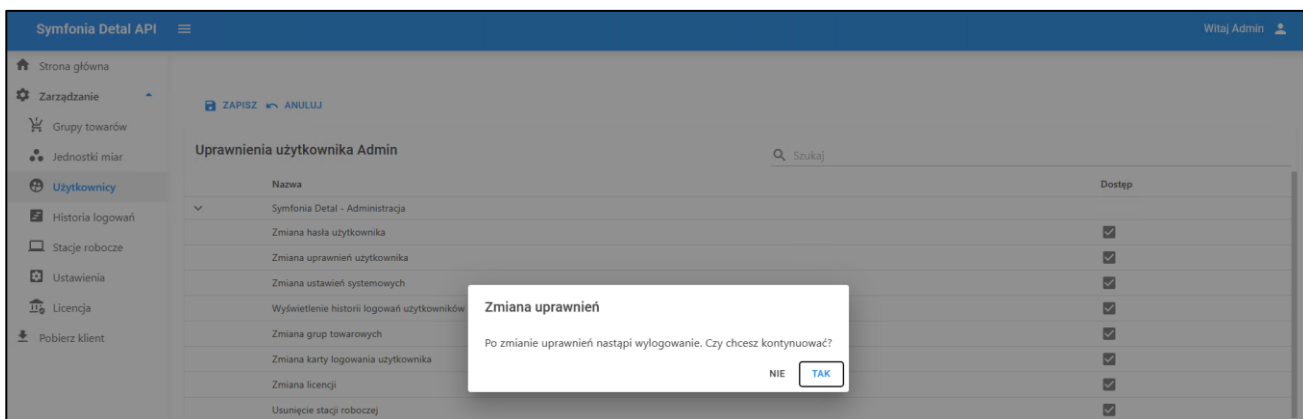 Symfonia Detal API
Witaj Admin
Strona główna
Zarządzanie
Grupy towarów
Jednostki miar
Użytkownicy
Historia logowań
Stacje robocze
Ustawienia
Licencja
Pobierz klient
ZAPISZ ANULUJ
Uprawnienia użytkownika Admin
Szukaj
Nazwa Dostęp
Symfonia Detal - Administracja
Zmiana hasła użytkownika
Zmiana uprawnień użytkownika
Zmiana ustawień systemowych
Wyświetlenie historii logowań użytkowników
Zmiana grup towarowych
Zmiana karty logowania użytkownika
Zmiana licencji
Usunięcie stacji roboczej
Zmiana uprawnień
Po zmianie uprawnień nastąpi wylogowanie. Czy chcesz kontynuować?
NIE TAK